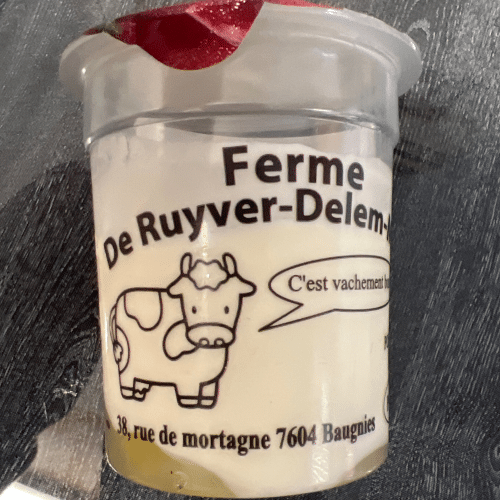 Ferme
De Ruyver-Delem-
C'est vachement
38, rue de mortagne 7604 Baugnies